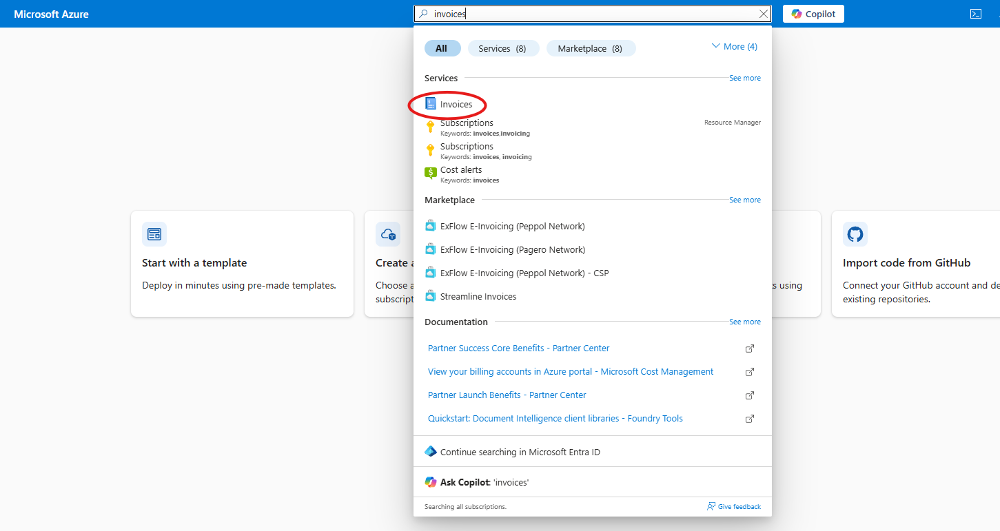 Microsoft Azure
invoices
Copilot
All
Services (8)
Marketplace (8)
More (4)
Services
See more
Invoices
Subscriptions
Resource Manager
Keywords: invoices,invoicing
Subscriptions
Keywords: invoices, invoicing
Cost alerts
Keywords: invoices
Marketplace
See more
ExFlow E-Invoicing (Peppol Network)
ExFlow E-Invoicing (Pagero Network)
ExFlow E-Invoicing (Peppol Network) - CSP
Streamline Invoices
Documentation
See more
Partner Success Core Benefits - Partner Center
View your billing accounts in Azure portal - Microsoft Cost Management
Partner Launch Benefits - Partner Center
Quickstart: Document Intelligence client libraries - Foundry Tools
Continue searching in Microsoft Entra ID
Ask Copilot: 'invoices'
Searching all subscriptions.
Give feedback
Start with a template
Deploy in minutes using pre-made templates.
Create
Choose
using
Import code from GitHub
Connect your GitHub account and
existing repositories.